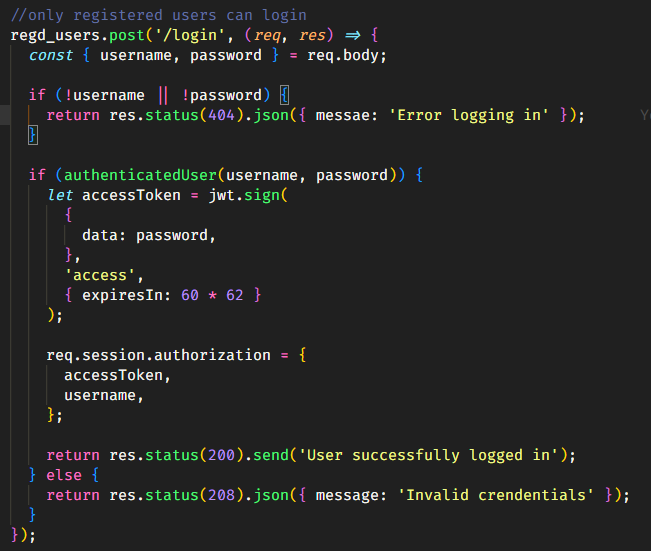 //only registered users can login
regd_users.post('/login', (req, res) => {
const { username, password } = req.body;
if (!username || !password) {
return res.status(404).json({ messae: 'Error logging in' });
}
if (authenticatedUser(username, password)) {
let accessToken = jwt.sign(
{
data: password,
},
'access',
{ expiresIn: 60 * 62 }
);
req.session.authorization = {
accessToken,
username,
};
return res.status(200).send('User successfully logged in');
} else {
return res.status(208).json({ message: 'Invalid crendentials' });
}
});